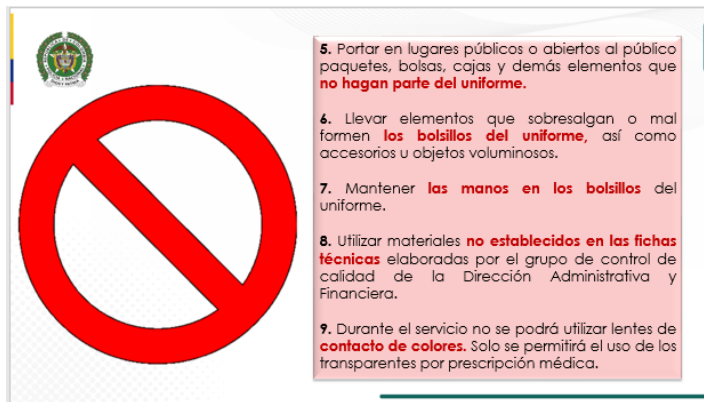 5. Portar en lugares públicos o abiertos al público
paquetes, bolsas, cajas y demás elementos que
no hagan parte del uniforme.
6. Llevar elementos que sobresalgan o mal
formen los bolsillos del uniforme, así como
accesorios u objetos voluminosos.
7. Mantener las manos en los bolsillos del
uniforme.
8. Utilizar materiales no establecidos en las fichas
técnicas elaboradas por el grupo de control de
calidad de la Dirección Administrativa y
Financiera.
9. Durante el servicio no se podrá utilizar lentes de
contacto de colores. Solo se permitirá el uso de los
transparentes por prescripción médica.